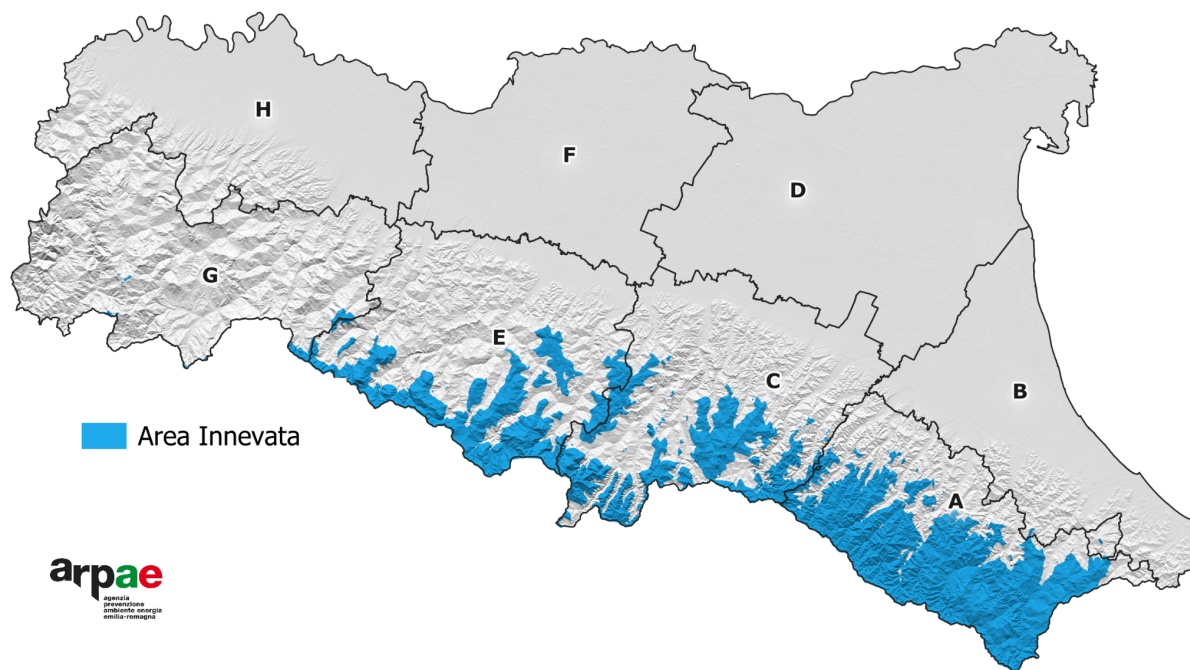 H
F
D
G
E
C
B
A
Area Innevata
arpae
agenzia
prevenzione
ambiente energia
emilia-romagna